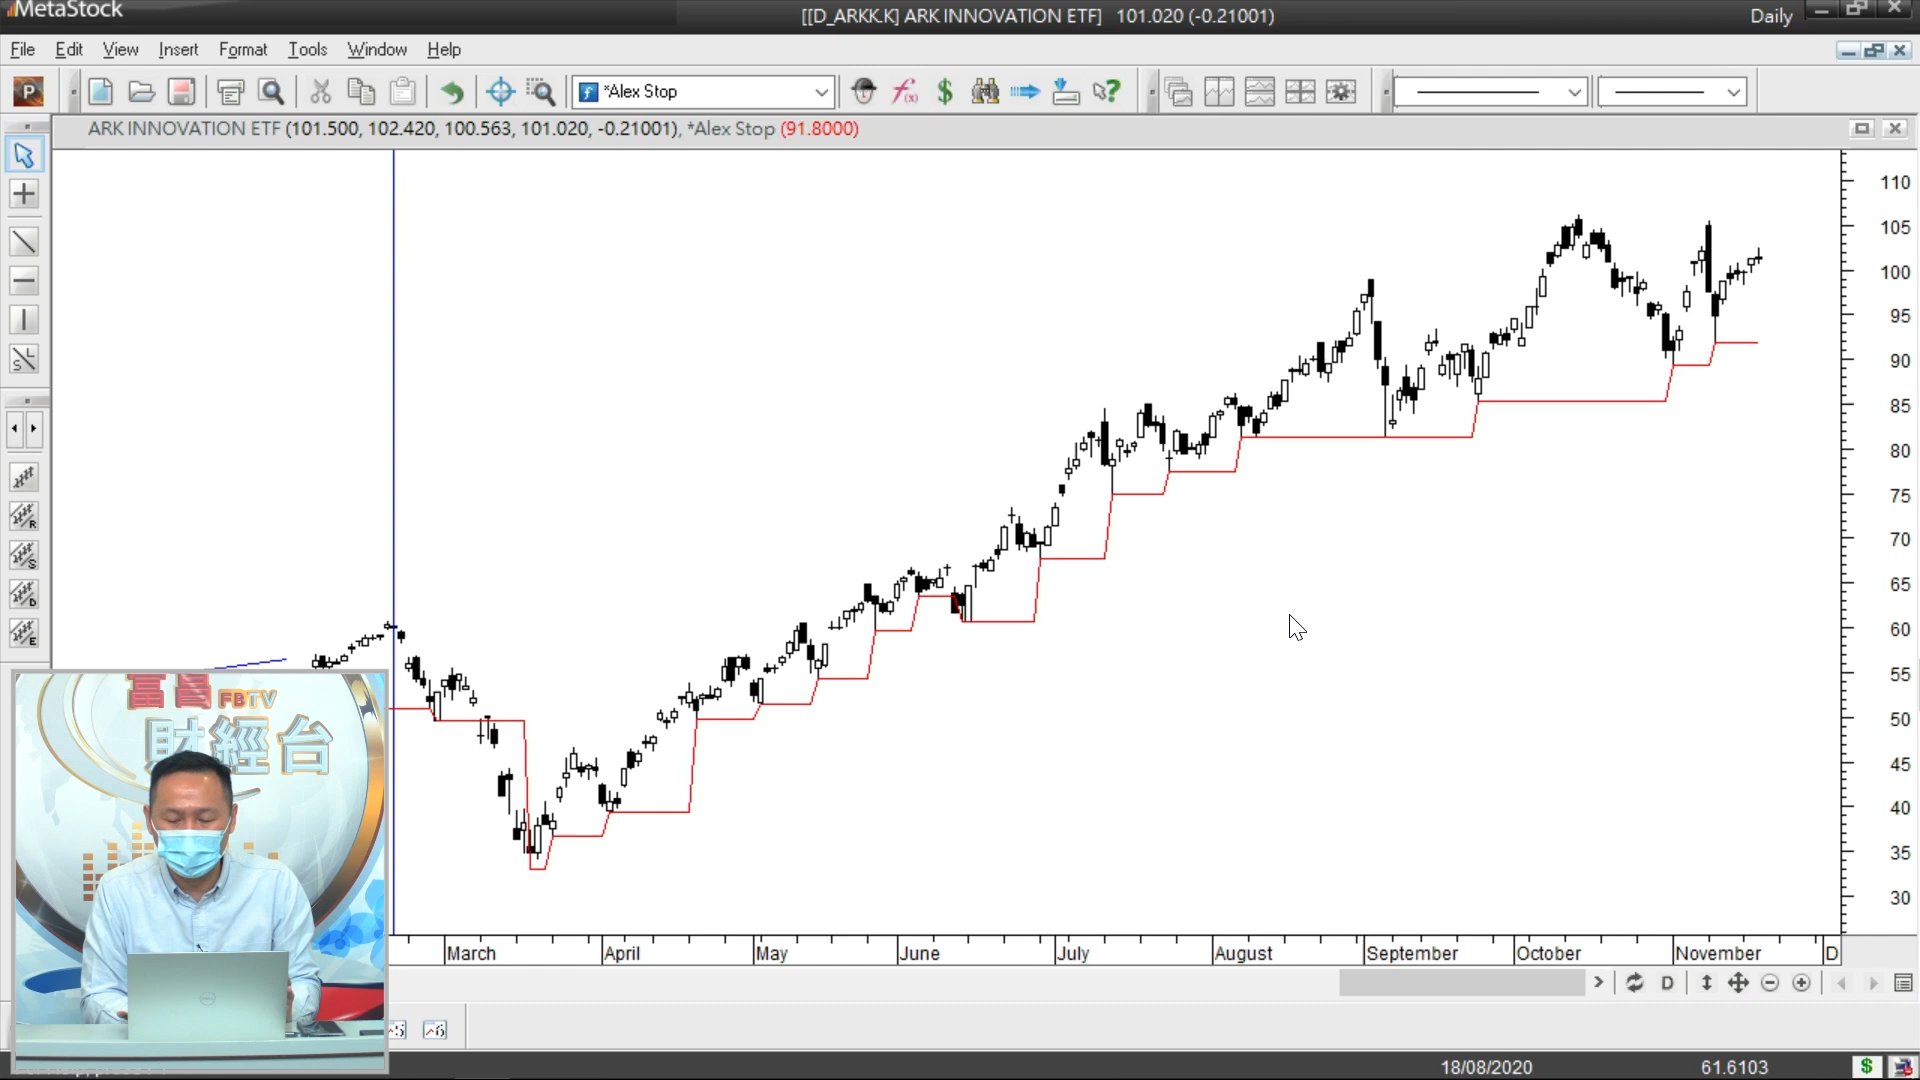 MetaStock
[[D_ARKK.K] ARK INNOVATION ETF] 101.020 (-0.21001)
Daily
File Edit View Insert Format Tools Window Help
P
*Alex Stop
ARK INNOVATION ETF (101.500, 102.420, 100.563, 101.020, -0.21001), *Alex Stop (91.8000)
110
105
100
95
90
85
80
75
70
65
60
55
50
45
40
35
30
富昌 FBTV
財經台
March April May June July August September October November D
D
18/08/2020 61.6103